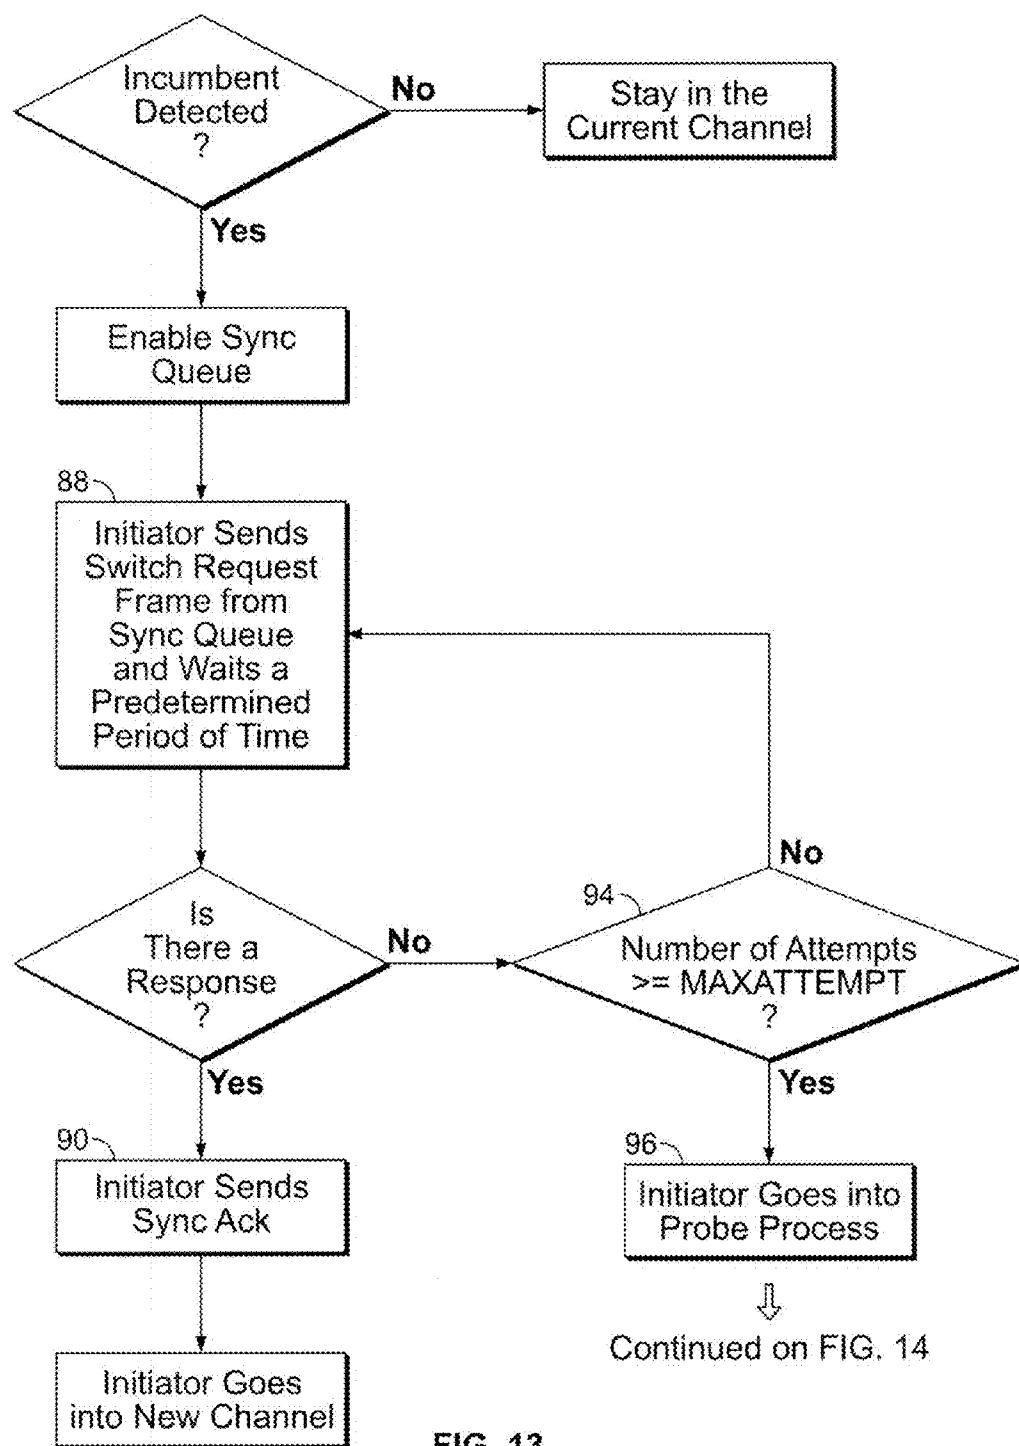 Incumbent
Detected
?
No
Stay in the
Current Channel
Yes
Enable Sync
Queue
88
Initiator Sends
Switch Request
Frame from
Sync Queue
and Waits a
Predetermined
Period of Time
No
Is
There a
Response
?
No
94
Number of Attempts
>= MAXATTEMPT
?
Yes
Yes
90
Initiator Sends
Sync Ack
96
Initiator Goes into
Probe Process
Continued on FIG. 14
Initiator Goes
into New Channel
FIG. 13